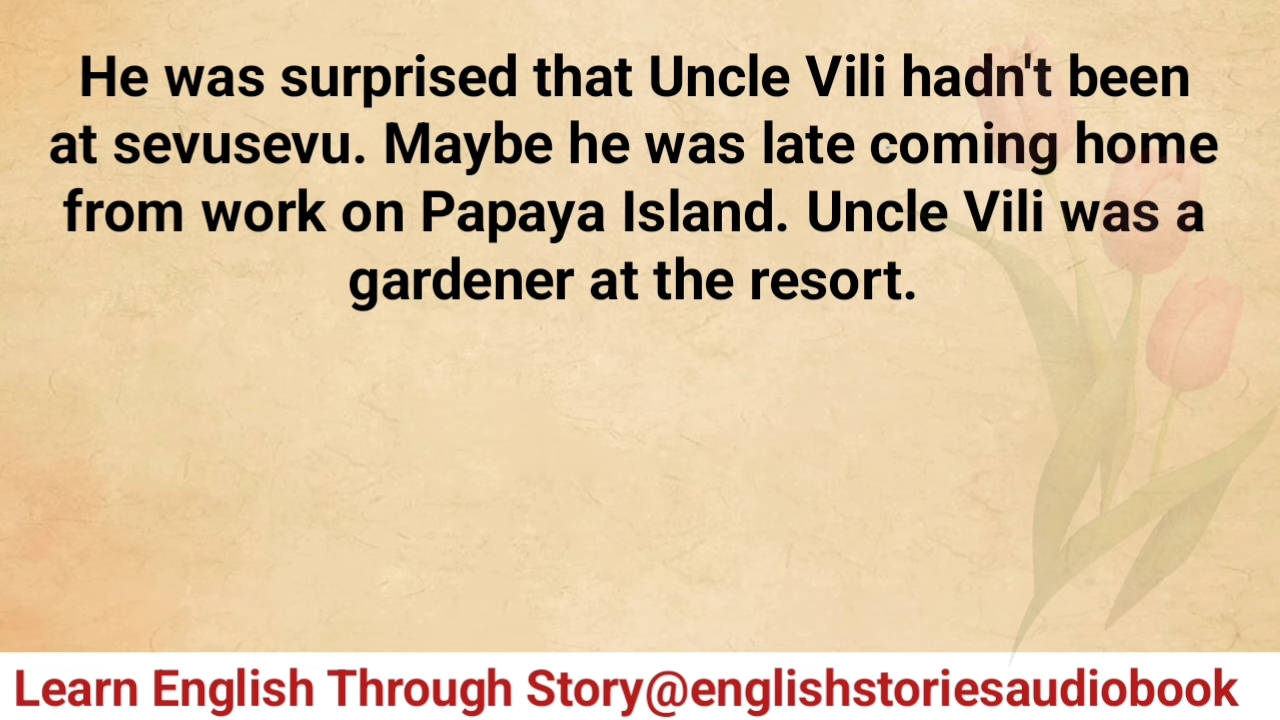 He was surprised that Uncle Vili hadn't been
at sevusevu. Maybe he was late coming home
from work on Papaya Island. Uncle Vili was a
gardener at the resort.
Learn English Through Story@englishstoriesaudiobook